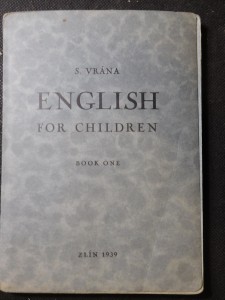 S. VRÁNA
ENGLISH
FOR CHILDREN
BOOK ONE
ZLÍN 1939